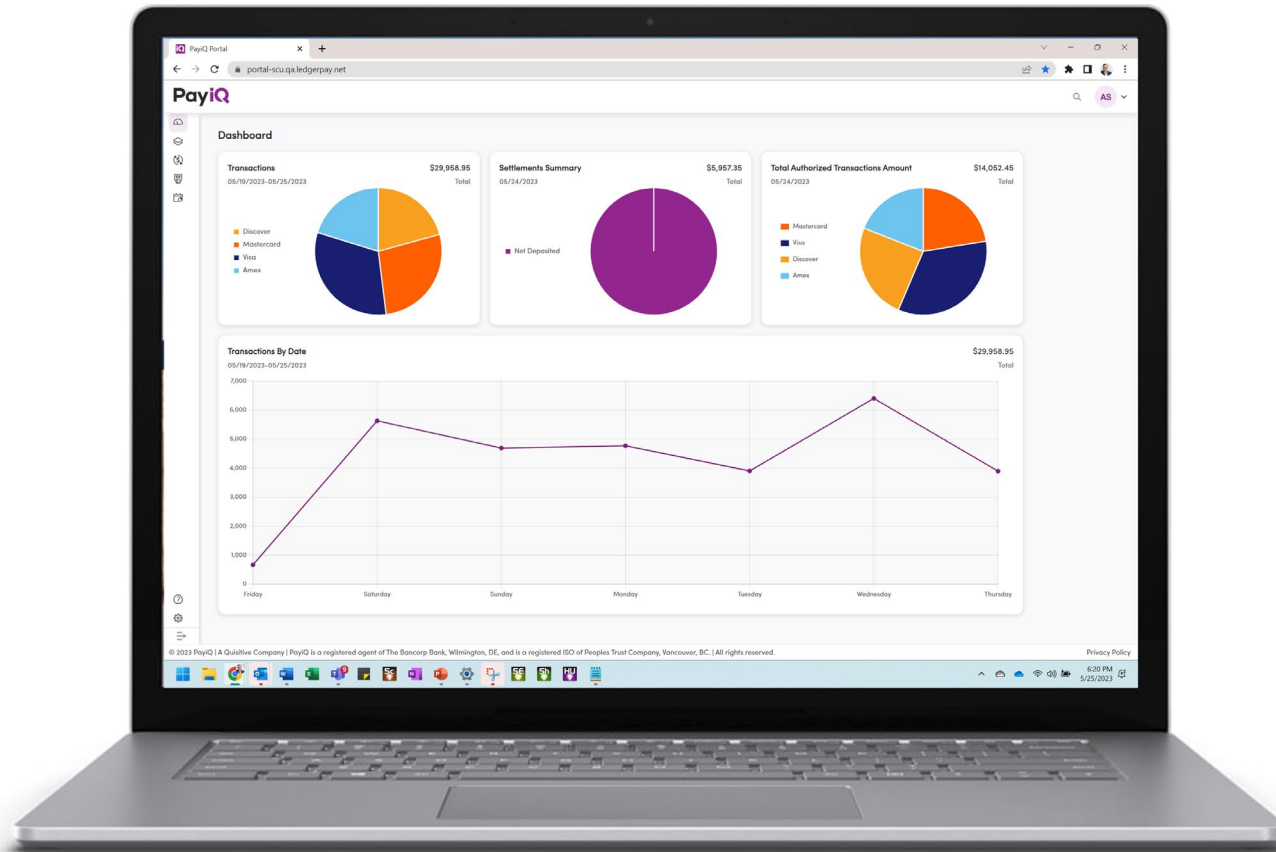 PayiQ Portal
portal-scu.qa.ledgerpay.net
PayiQ
AS
Dashboard
Transactions $29,958.95
05/19/2023-05/25/2023 Total
Discover
Mastercard
Visa
Amex
Settlements Summary $5,957.35
05/24/2023 Total
Net Deposited
Total Authorized Transactions Amount $14,052.45
05/24/2023 Total
Mastercard
Visa
Discover
Amex
Transactions By Date $29,958.95
05/19/2023-05/25/2023 Total
7,000
6,000
5,000
4,000
3,000
2,000
1,000
0
Friday Saturday Sunday Monday Tuesday Wednesday Thursday
© 2023 PayiQ | A Quisitive Company | PayiQ is a registered agent of The Bancorp Bank, Wilmington, DE, and is a registered ISO of Peoples Trust Company, Vancouver, BC. | All rights reserved. Privacy Policy
6:20 PM
5/25/2023